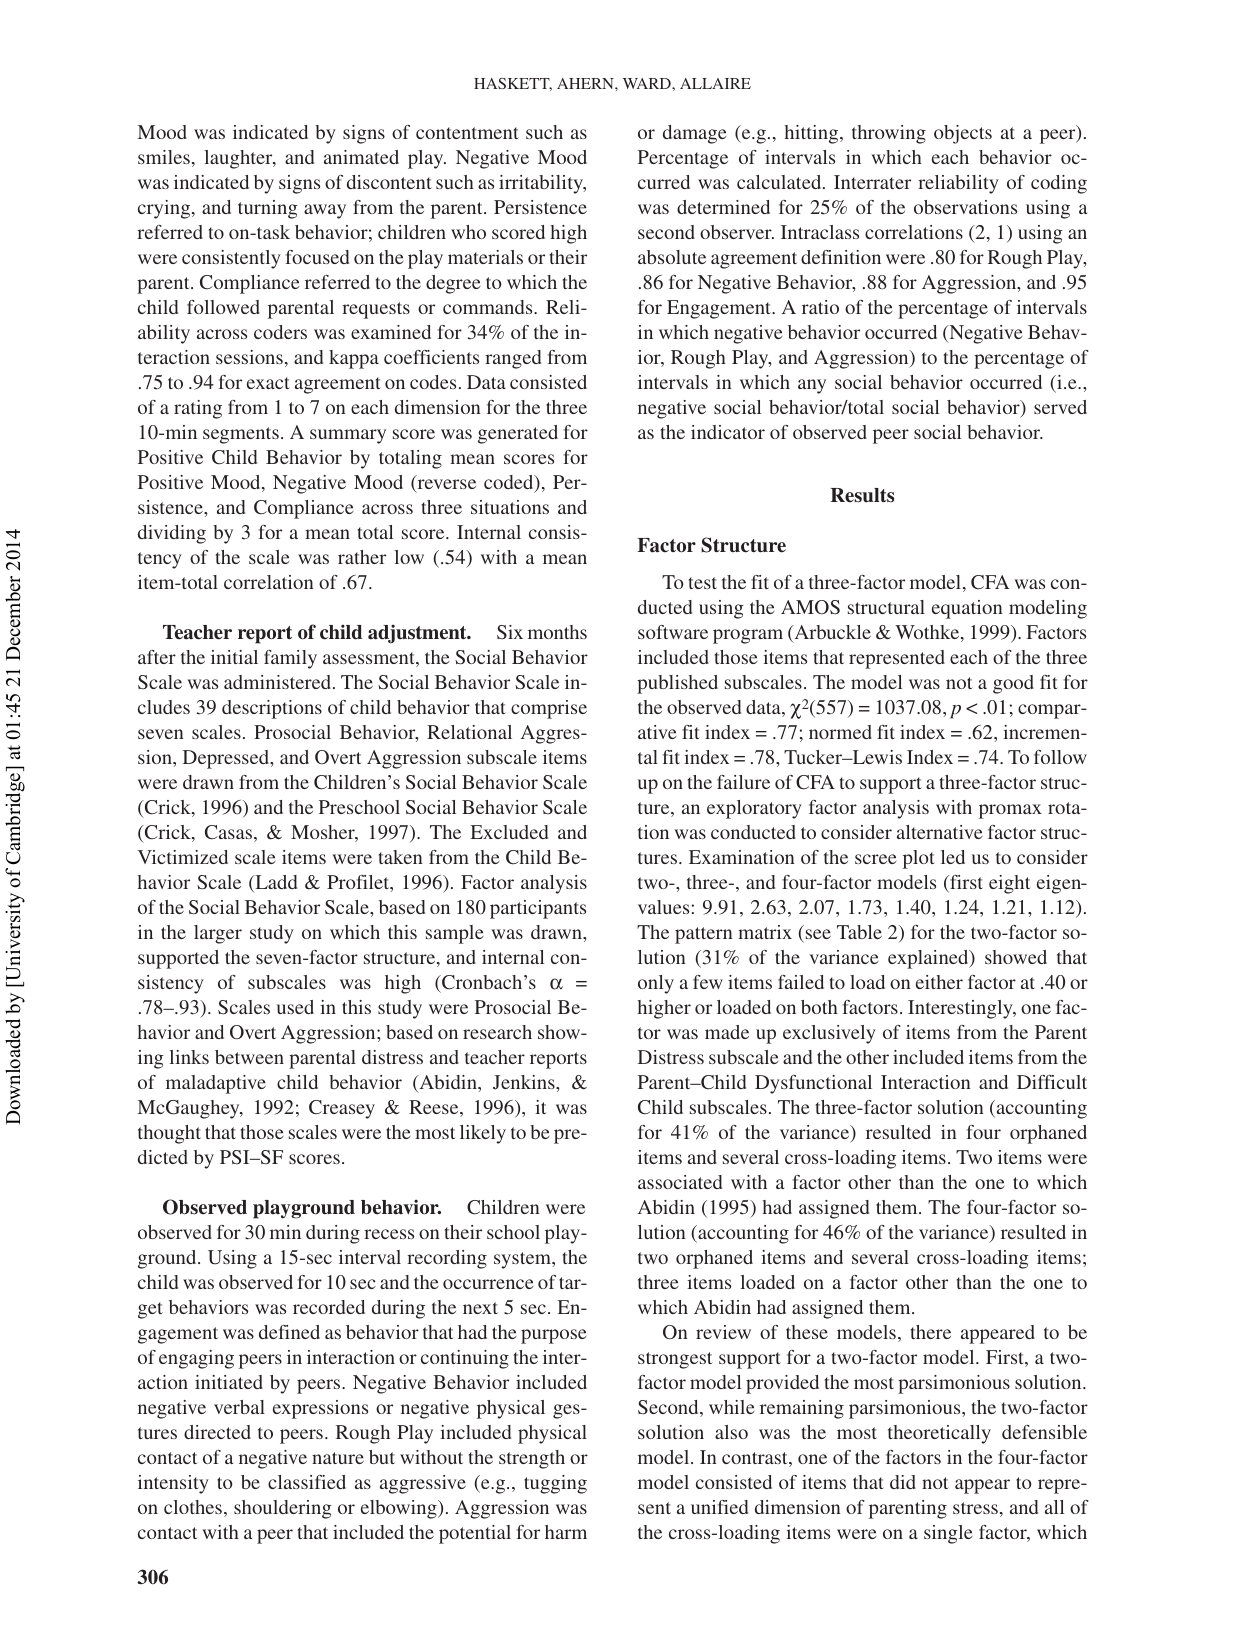 HASKETT, AHERN, WARD, ALLAIRE
Mood was indicated by signs of contentment such as
smiles, laughter, and animated play. Negative Mood
was indicated by signs of discontent such as irritability,
crying, and turning away from the parent. Persistence
referred to on-task behavior; children who scored high
were consistently focused on the play materials or their
parent. Compliance referred to the degree to which the
child followed parental requests or commands. Reli-
ability across coders was examined for 34% of the in-
teraction sessions, and kappa coefficients ranged from
.75 to .94 for exact agreement on codes. Data consisted
of a rating from 1 to 7 on each dimension for the three
10-min segments. A summary score was generated for
Positive Child Behavior by totaling mean scores for
Positive Mood, Negative Mood (reverse coded), Per-
sistence, and Compliance across three situations and
dividing by 3 for a mean total score. Internal consis-
tency of the scale was rather low (.54) with a mean
item-total correlation of .67.
Teacher report of child adjustment. Six months
after the initial family assessment, the Social Behavior
Scale was administered. The Social Behavior Scale in-
cludes 39 descriptions of child behavior that comprise
seven scales. Prosocial Behavior, Relational Aggres-
sion, Depressed, and Overt Aggression subscale items
were drawn from the Children's Social Behavior Scale
(Crick, 1996) and the Preschool Social Behavior Scale
(Crick, Casas, & Mosher, 1997). The Excluded and
Victimized scale items were taken from the Child Be-
havior Scale (Ladd & Profilet, 1996). Factor analysis
of the Social Behavior Scale, based on 180 participants
in the larger study on which this sample was drawn,
supported the seven-factor structure, and internal con-
sistency of subscales was high (Cronbach's α =
.78–.93). Scales used in this study were Prosocial Be-
havior and Overt Aggression; based on research show-
ing links between parental distress and teacher reports
of maladaptive child behavior (Abidin, Jenkins, &
McGaughey, 1992; Creasey & Reese, 1996), it was
thought that those scales were the most likely to be pre-
dicted by PSI–SF scores.
Observed playground behavior. Children were
observed for 30 min during recess on their school play-
ground. Using a 15-sec interval recording system, the
child was observed for 10 sec and the occurrence of tar-
get behaviors was recorded during the next 5 sec. En-
gagement was defined as behavior that had the purpose
of engaging peers in interaction or continuing the inter-
action initiated by peers. Negative Behavior included
negative verbal expressions or negative physical ges-
tures directed to peers. Rough Play included physical
contact of a negative nature but without the strength or
intensity to be classified as aggressive (e.g., tugging
on clothes, shouldering or elbowing). Aggression was
contact with a peer that included the potential for harm
or damage (e.g., hitting, throwing objects at a peer).
Percentage of intervals in which each behavior oc-
curred was calculated. Interrater reliability of coding
was determined for 25% of the observations using a
second observer. Intraclass correlations (2, 1) using an
absolute agreement definition were .80 for Rough Play,
.86 for Negative Behavior, .88 for Aggression, and .95
for Engagement. A ratio of the percentage of intervals
in which negative behavior occurred (Negative Behav-
ior, Rough Play, and Aggression) to the percentage of
intervals in which any social behavior occurred (i.e.,
negative social behavior/total social behavior) served
as the indicator of observed peer social behavior.
Results
Factor Structure
To test the fit of a three-factor model, CFA was con-
ducted using the AMOS structural equation modeling
software program (Arbuckle & Wothke, 1999). Factors
included those items that represented each of the three
published subscales. The model was not a good fit for
the observed data, χ²(557) = 1037.08, p < .01; compar-
ative fit index = .77; normed fit index = .62, incremen-
tal fit index = .78, Tucker–Lewis Index = .74. To follow
up on the failure of CFA to support a three-factor struc-
ture, an exploratory factor analysis with promax rota-
tion was conducted to consider alternative factor struc-
tures. Examination of the scree plot led us to consider
two-, three-, and four-factor models (first eight eigen-
values: 9.91, 2.63, 2.07, 1.73, 1.40, 1.24, 1.21, 1.12).
The pattern matrix (see Table 2) for the two-factor so-
lution (31% of the variance explained) showed that
only a few items failed to load on either factor at .40 or
higher or loaded on both factors. Interestingly, one fac-
tor was made up exclusively of items from the Parent
Distress subscale and the other included items from the
Parent–Child Dysfunctional Interaction and Difficult
Child subscales. The three-factor solution (accounting
for 41% of the variance) resulted in four orphaned
items and several cross-loading items. Two items were
associated with a factor other than the one to which
Abidin (1995) had assigned them. The four-factor so-
lution (accounting for 46% of the variance) resulted in
two orphaned items and several cross-loading items;
three items loaded on a factor other than the one to
which Abidin had assigned them.
On review of these models, there appeared to be
strongest support for a two-factor model. First, a two-
factor model provided the most parsimonious solution.
Second, while remaining parsimonious, the two-factor
solution also was the most theoretically defensible
model. In contrast, one of the factors in the four-factor
model consisted of items that did not appear to repre-
sent a unified dimension of parenting stress, and all of
the cross-loading items were on a single factor, which
306
Downloaded by [University of Cambridge] at 01:45 21 December 2014